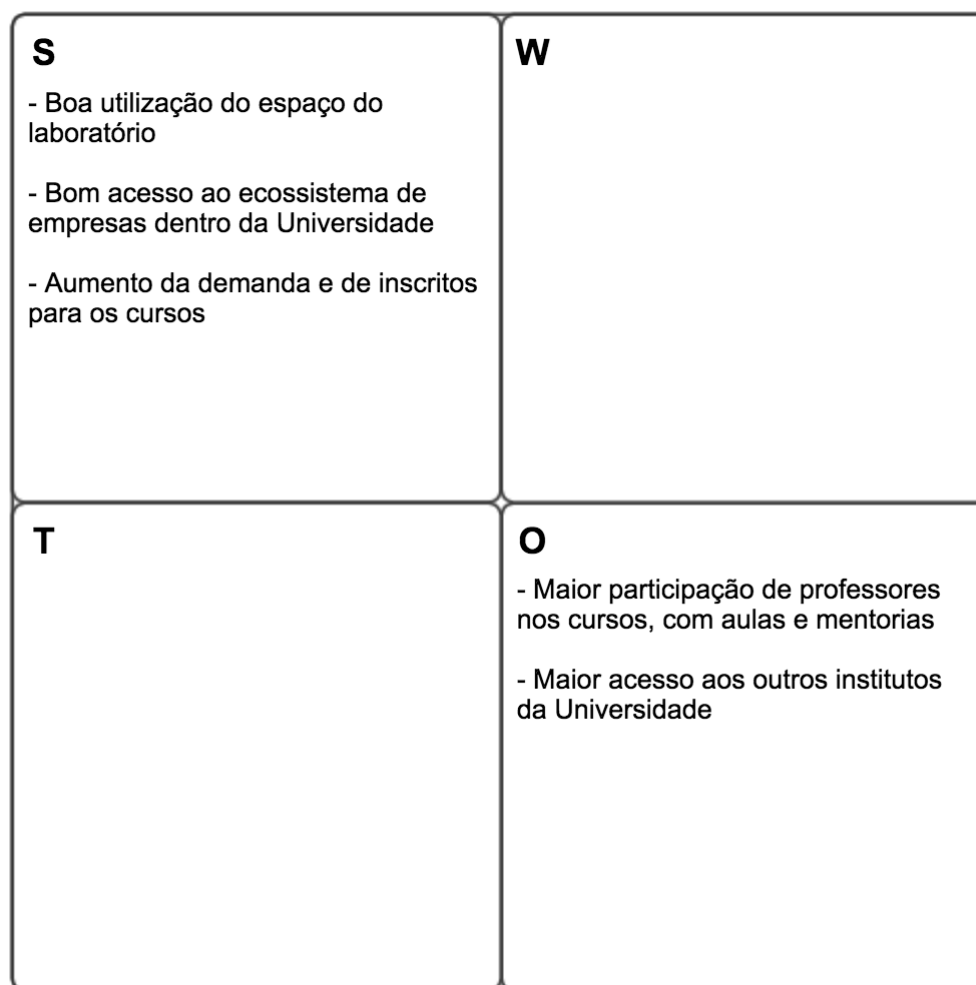 S
- Boa utilização do espaço do
laboratório
- Bom acesso ao ecossistema de
empresas dentro da Universidade
- Aumento da demanda e de inscritos
para os cursos
W
T
O
- Maior participação de professores
nos cursos, com aulas e mentorias
- Maior acesso aos outros institutos
da Universidade